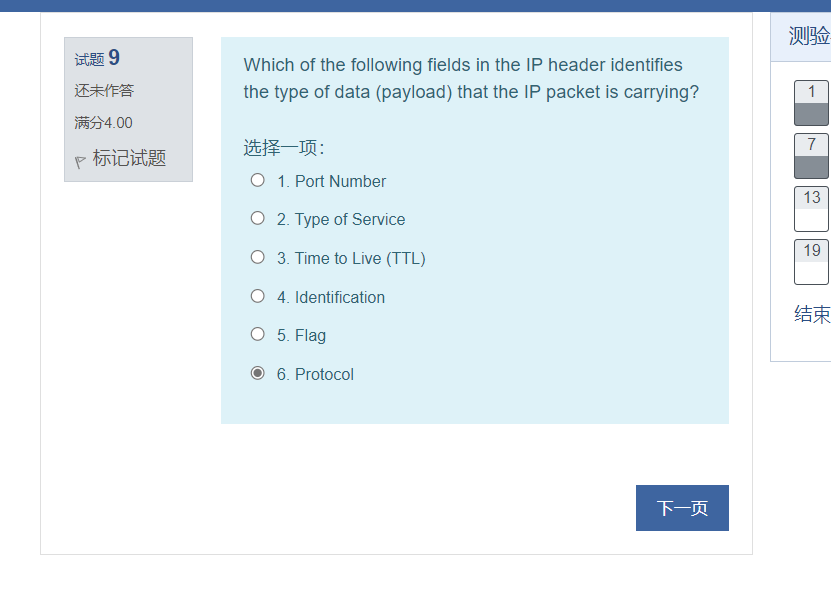 试题 9
还未作答
满分4.00
标记试题
Which of the following fields in the IP header identifies
the type of data (payload) that the IP packet is carrying?
选择一项：
1. Port Number
2. Type of Service
3. Time to Live (TTL)
4. Identification
5. Flag
6. Protocol
下一页
测验
1
7
13
19
结束